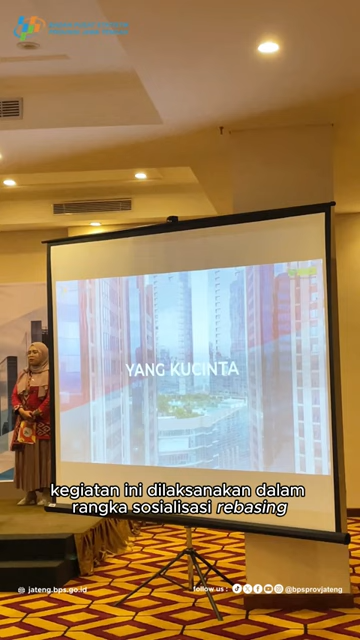 YANG KUCINTA
kegiatan ini dilaksanakan dalam
rangka sosialisasi rebasing
jateng.bps.go.id
follow us :
@bpsprovjateng